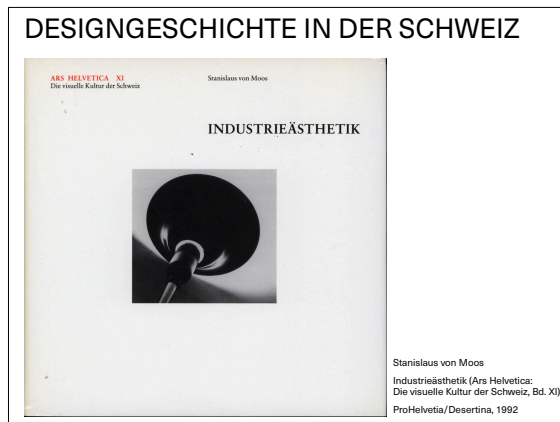 DESIGNGESCHICHTE IN DER SCHWEIZ
ARS HELVETICA XI
Die visuelle Kultur der Schweiz
Stanislaus von Moos
INDUSTRIEÄSTHETIK
Stanislaus von Moos
Industrieästhetik (Ars Helvetica:
Die visuelle Kultur der Schweiz, Bd. XI)
ProHelvetia/Desertina, 1992